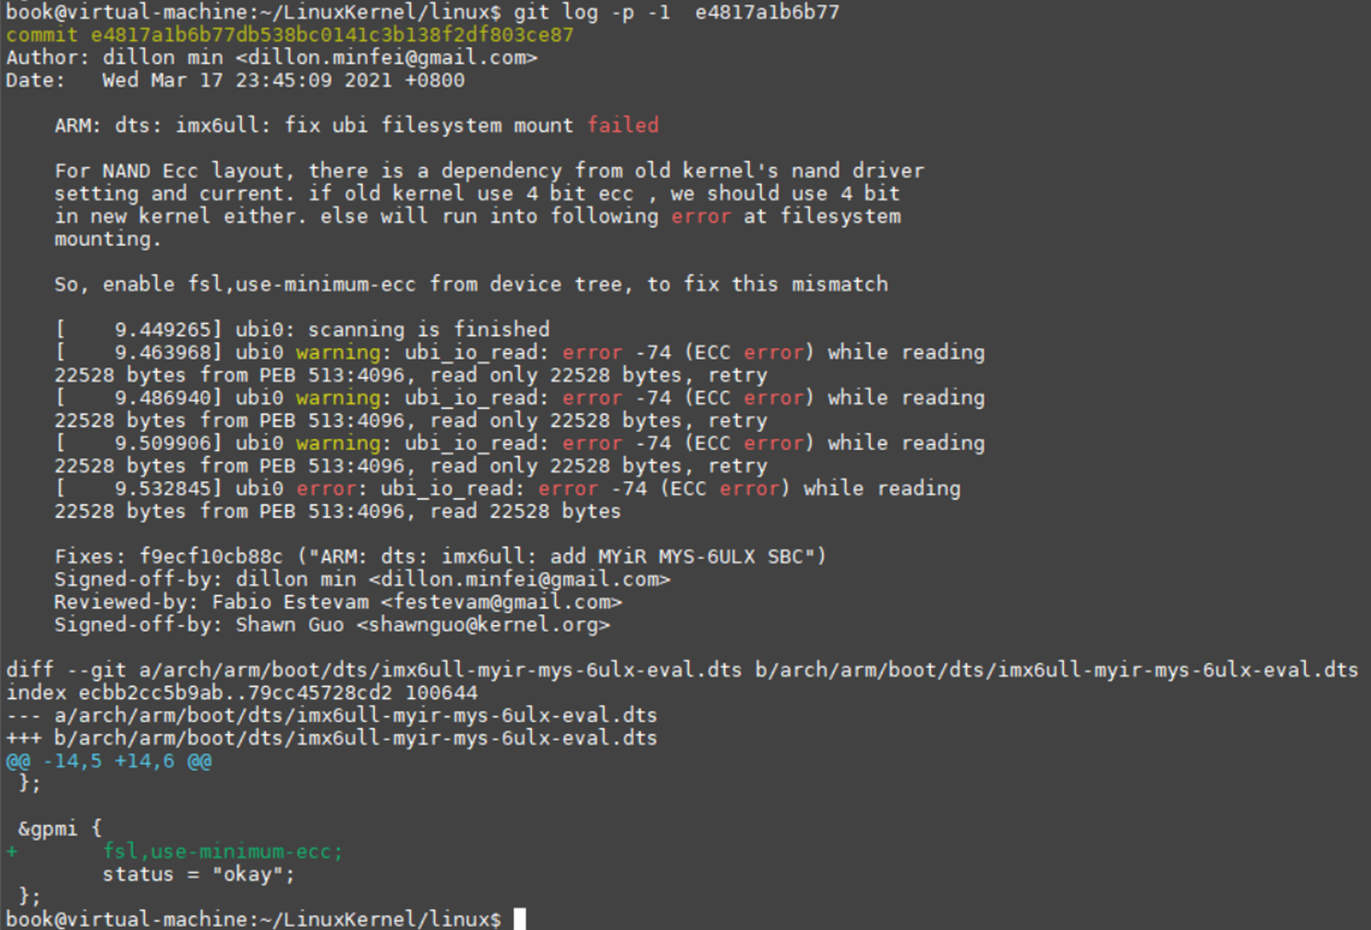 book@virtual-machine:~/LinuxKernel/linux$ git log -p -1  e4817a1b6b77
commit e4817a1b6b77db538bc0141c3b138f2df803ce87
Author: dillon min <dillon.minfei@gmail.com>
Date:   Wed Mar 17 23:45:09 2021 +0800

    ARM: dts: imx6ull: fix ubi filesystem mount failed

    For NAND Ecc layout, there is a dependency from old kernel's nand driver
    setting and current. if old kernel use 4 bit ecc , we should use 4 bit
    in new kernel either. else will run into following error at filesystem
    mounting.

    So, enable fsl,use-minimum-ecc from device tree, to fix this mismatch

    [    9.449265] ubi0: scanning is finished
    [    9.463968] ubi0 warning: ubi_io_read: error -74 (ECC error) while reading
    22528 bytes from PEB 513:4096, read only 22528 bytes, retry
    [    9.486940] ubi0 warning: ubi_io_read: error -74 (ECC error) while reading
    22528 bytes from PEB 513:4096, read only 22528 bytes, retry
    [    9.509906] ubi0 warning: ubi_io_read: error -74 (ECC error) while reading
    22528 bytes from PEB 513:4096, read only 22528 bytes, retry
    [    9.532845] ubi0 error: ubi_io_read: error -74 (ECC error) while reading
    22528 bytes from PEB 513:4096, read 22528 bytes

    Fixes: f9ecf10cb88c ("ARM: dts: imx6ull: add MYiR MYS-6ULX SBC")
    Signed-off-by: dillon min <dillon.minfei@gmail.com>
    Reviewed-by: Fabio Estevam <festevam@gmail.com>
    Signed-off-by: Shawn Guo <shawnguo@kernel.org>

diff --git a/arch/arm/boot/dts/imx6ull-myir-mys-6ulx-eval.dts b/arch/arm/boot/dts/imx6ull-myir-mys-6ulx-eval.dts
index ecbb2cc5b9ab..79cc45728cd2 100644
--- a/arch/arm/boot/dts/imx6ull-myir-mys-6ulx-eval.dts
+++ b/arch/arm/boot/dts/imx6ull-myir-mys-6ulx-eval.dts
@@ -14,5 +14,6 @@
 };

 &gpmi {
+       fsl,use-minimum-ecc;
        status = "okay";
 };
book@virtual-machine:~/LinuxKernel/linux$